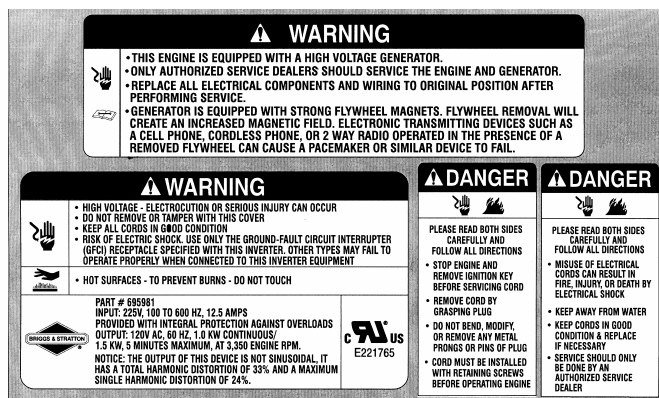 WARNING
• THIS ENGINE IS EQUIPPED WITH A HIGH VOLTAGE GENERATOR.
• ONLY AUTHORIZED SERVICE DEALERS SHOULD SERVICE THE ENGINE AND GENERATOR.
• REPLACE ALL ELECTRICAL COMPONENTS AND WIRING TO ORIGINAL POSITION AFTER
PERFORMING SERVICE.
• GENERATOR IS EQUIPPED WITH STRONG FLYWHEEL MAGNETS. FLYWHEEL REMOVAL WILL
CREATE AN INCREASED MAGNETIC FIELD. ELECTRONIC TRANSMITTING DEVICES SUCH AS
A CELL PHONE, CORDLESS PHONE, OR 2 WAY RADIO OPERATED IN THE PRESENCE OF A
REMOVED FLYWHEEL CAN CAUSE A PACEMAKER OR SIMILAR DEVICE TO FAIL.
WARNING
• HIGH VOLTAGE - ELECTROCUTION OR SERIOUS INJURY CAN OCCUR
• DO NOT REMOVE OR TAMPER WITH THIS COVER
• KEEP ALL CORDS IN GOOD CONDITION
• RISK OF ELECTRIC SHOCK. USE ONLY THE GROUND-FAULT CIRCUIT INTERRUPTER
(GFCI) RECEPTACLE SPECIFIED WITH THIS INVERTER. OTHER TYPES MAY FAIL TO
OPERATE PROPERLY WHEN CONNECTED TO THIS INVERTER EQUIPMENT
• HOT SURFACES - TO PREVENT BURNS - DO NOT TOUCH
BRIGGS & STRATTON
PART # 695981
INPUT: 225V, 100 TO 600 HZ, 12.5 AMPS
PROVIDED WITH INTEGRAL PROTECTION AGAINST OVERLOADS
OUTPUT: 120V AC, 60 HZ, 1.0 KW CONTINUOUS/
1.5 KW, 5 MINUTES MAXIMUM, AT 3,350 ENGINE RPM.
NOTICE: THE OUTPUT OF THIS DEVICE IS NOT SINUSOIDAL, IT
HAS A TOTAL HARMONIC DISTORTION OF 33% AND A MAXIMUM
SINGLE HARMONIC DISTORTION OF 24%.
C UR US
E221765
DANGER
PLEASE READ BOTH SIDES
CAREFULLY AND
FOLLOW ALL DIRECTIONS
• STOP ENGINE AND
REMOVE IGNITION KEY
BEFORE SERVICING CORD
• REMOVE CORD BY
GRASPING PLUG
• DO NOT BEND, MODIFY,
OR REMOVE ANY METAL
PRONGS OR PINS OF PLUG
• CORD MUST BE INSTALLED
WITH RETAINING SCREWS
BEFORE OPERATING ENGINE
DANGER
PLEASE READ BOTH SIDES
CAREFULLY AND
FOLLOW ALL DIRECTIONS
• MISUSE OF ELECTRICAL
CORDS CAN RESULT IN
FIRE, INJURY, OR DEATH BY
ELECTRICAL SHOCK
• KEEP AWAY FROM WATER
• KEEP CORDS IN GOOD
CONDITION & REPLACE
IF NECESSARY
• SERVICE SHOULD ONLY
BE DONE BY AN
AUTHORIZED SERVICE
DEALER